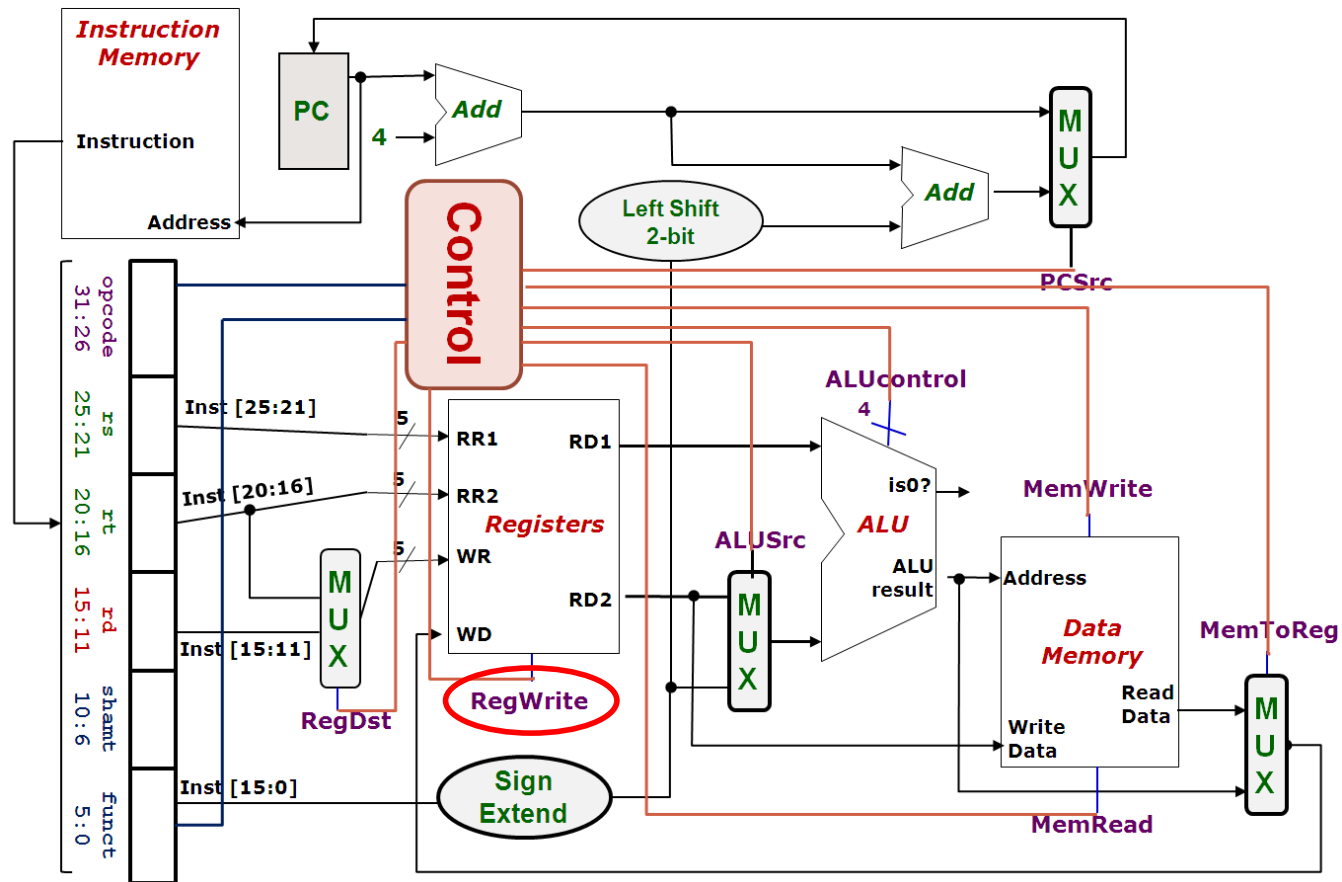 Instruction
Memory
Instruction
Address
PC
4
Add
Left Shift
2-bit
Add
MUX
PCSrc
Control
opcode
31:26
rs
25:21
rt
20:16
rd
15:11
shamt
10:6
funct
5:0
Inst [25:21]
5
Inst [20:16]
5
5
Inst [15:11]
MUX
RegDst
Inst [15:0]
RR1
RR2
WR
WD
Registers
RD1
RD2
RegWrite
Sign
Extend
ALUSrc
MUX
ALUcontrol
4
is0?
ALU
ALU
result
MemWrite
Address
Data
Memory
Read
Data
Write
Data
MemRead
MemToReg
MUX